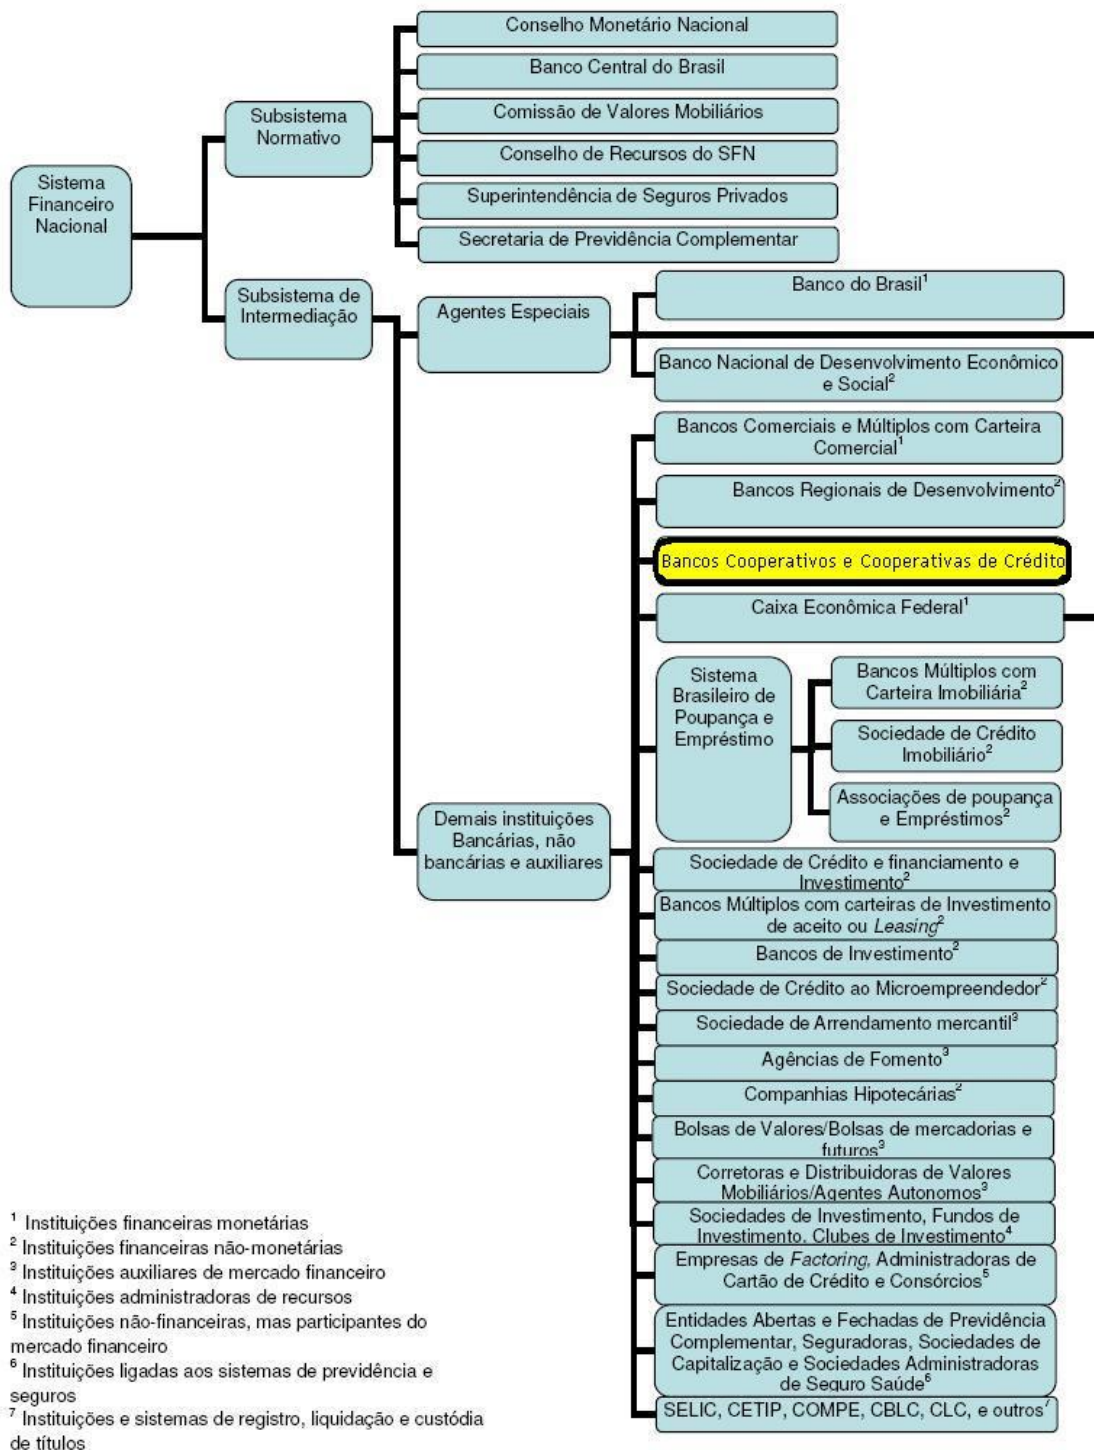 Conselho Monetário Nacional
Banco Central do Brasil
Subsistema
Normativo
Comissão de Valores Mobiliários
Conselho de Recursos do SFN
Sistema
Financeiro
Nacional
Superintendência de Seguros Privados
Secretaria de Previdência Complementar
Subsistema de
Intermediação
Agentes Especiais
Banco do Brasil¹
Banco Nacional de Desenvolvimento Econômico
e Social²
Bancos Comerciais e Múltiplos com Carteira
Comercial¹
Bancos Regionais de Desenvolvimento²
Bancos Cooperativos e Cooperativas de Crédito
Caixa Econômica Federal¹
Sistema
Brasileiro de
Poupança e
Empréstimo
Bancos Múltiplos com
Carteira Imobiliária²
Sociedade de Crédito
Imobiliário²
Associações de poupança
e Empréstimos²
Demais instituições
Bancárias, não
bancárias e auxiliares
Sociedade de Crédito e financiamento e
Investimento²
Bancos Múltiplos com carteiras de Investimento
de aceito ou Leasing²
Bancos de Investimento²
Sociedade de Crédito ao Microempreendedor²
Sociedade de Arrendamento mercantil³
Agências de Fomento³
Companhias Hipotecárias²
Bolsas de Valores/Bolsas de mercadorias e
futuros³
Corretoras e Distribuidoras de Valores
Mobiliários/Agentes Autonomos³
Sociedades de Investimento, Fundos de
Investimento. Clubes de Investimento⁴
Empresas de Factoring, Administradoras de
Cartão de Crédito e Consórcios⁵
Entidades Abertas e Fechadas de Previdência
Complementar, Seguradoras, Sociedades de
Capitalização e Sociedades Administradoras
de Seguro Saúde⁶
SELIC, CETIP, COMPE, CBLC, CLC, e outros⁷
¹ Instituições financeiras monetárias
² Instituições financeiras não-monetárias
³ Instituições auxiliares de mercado financeiro
⁴ Instituições administradoras de recursos
⁵ Instituições não-financeiras, mas participantes do
mercado financeiro
⁶ Instituições ligadas aos sistemas de previdência e
seguros
⁷ Instituições e sistemas de registro, liquidação e custódia
de títulos